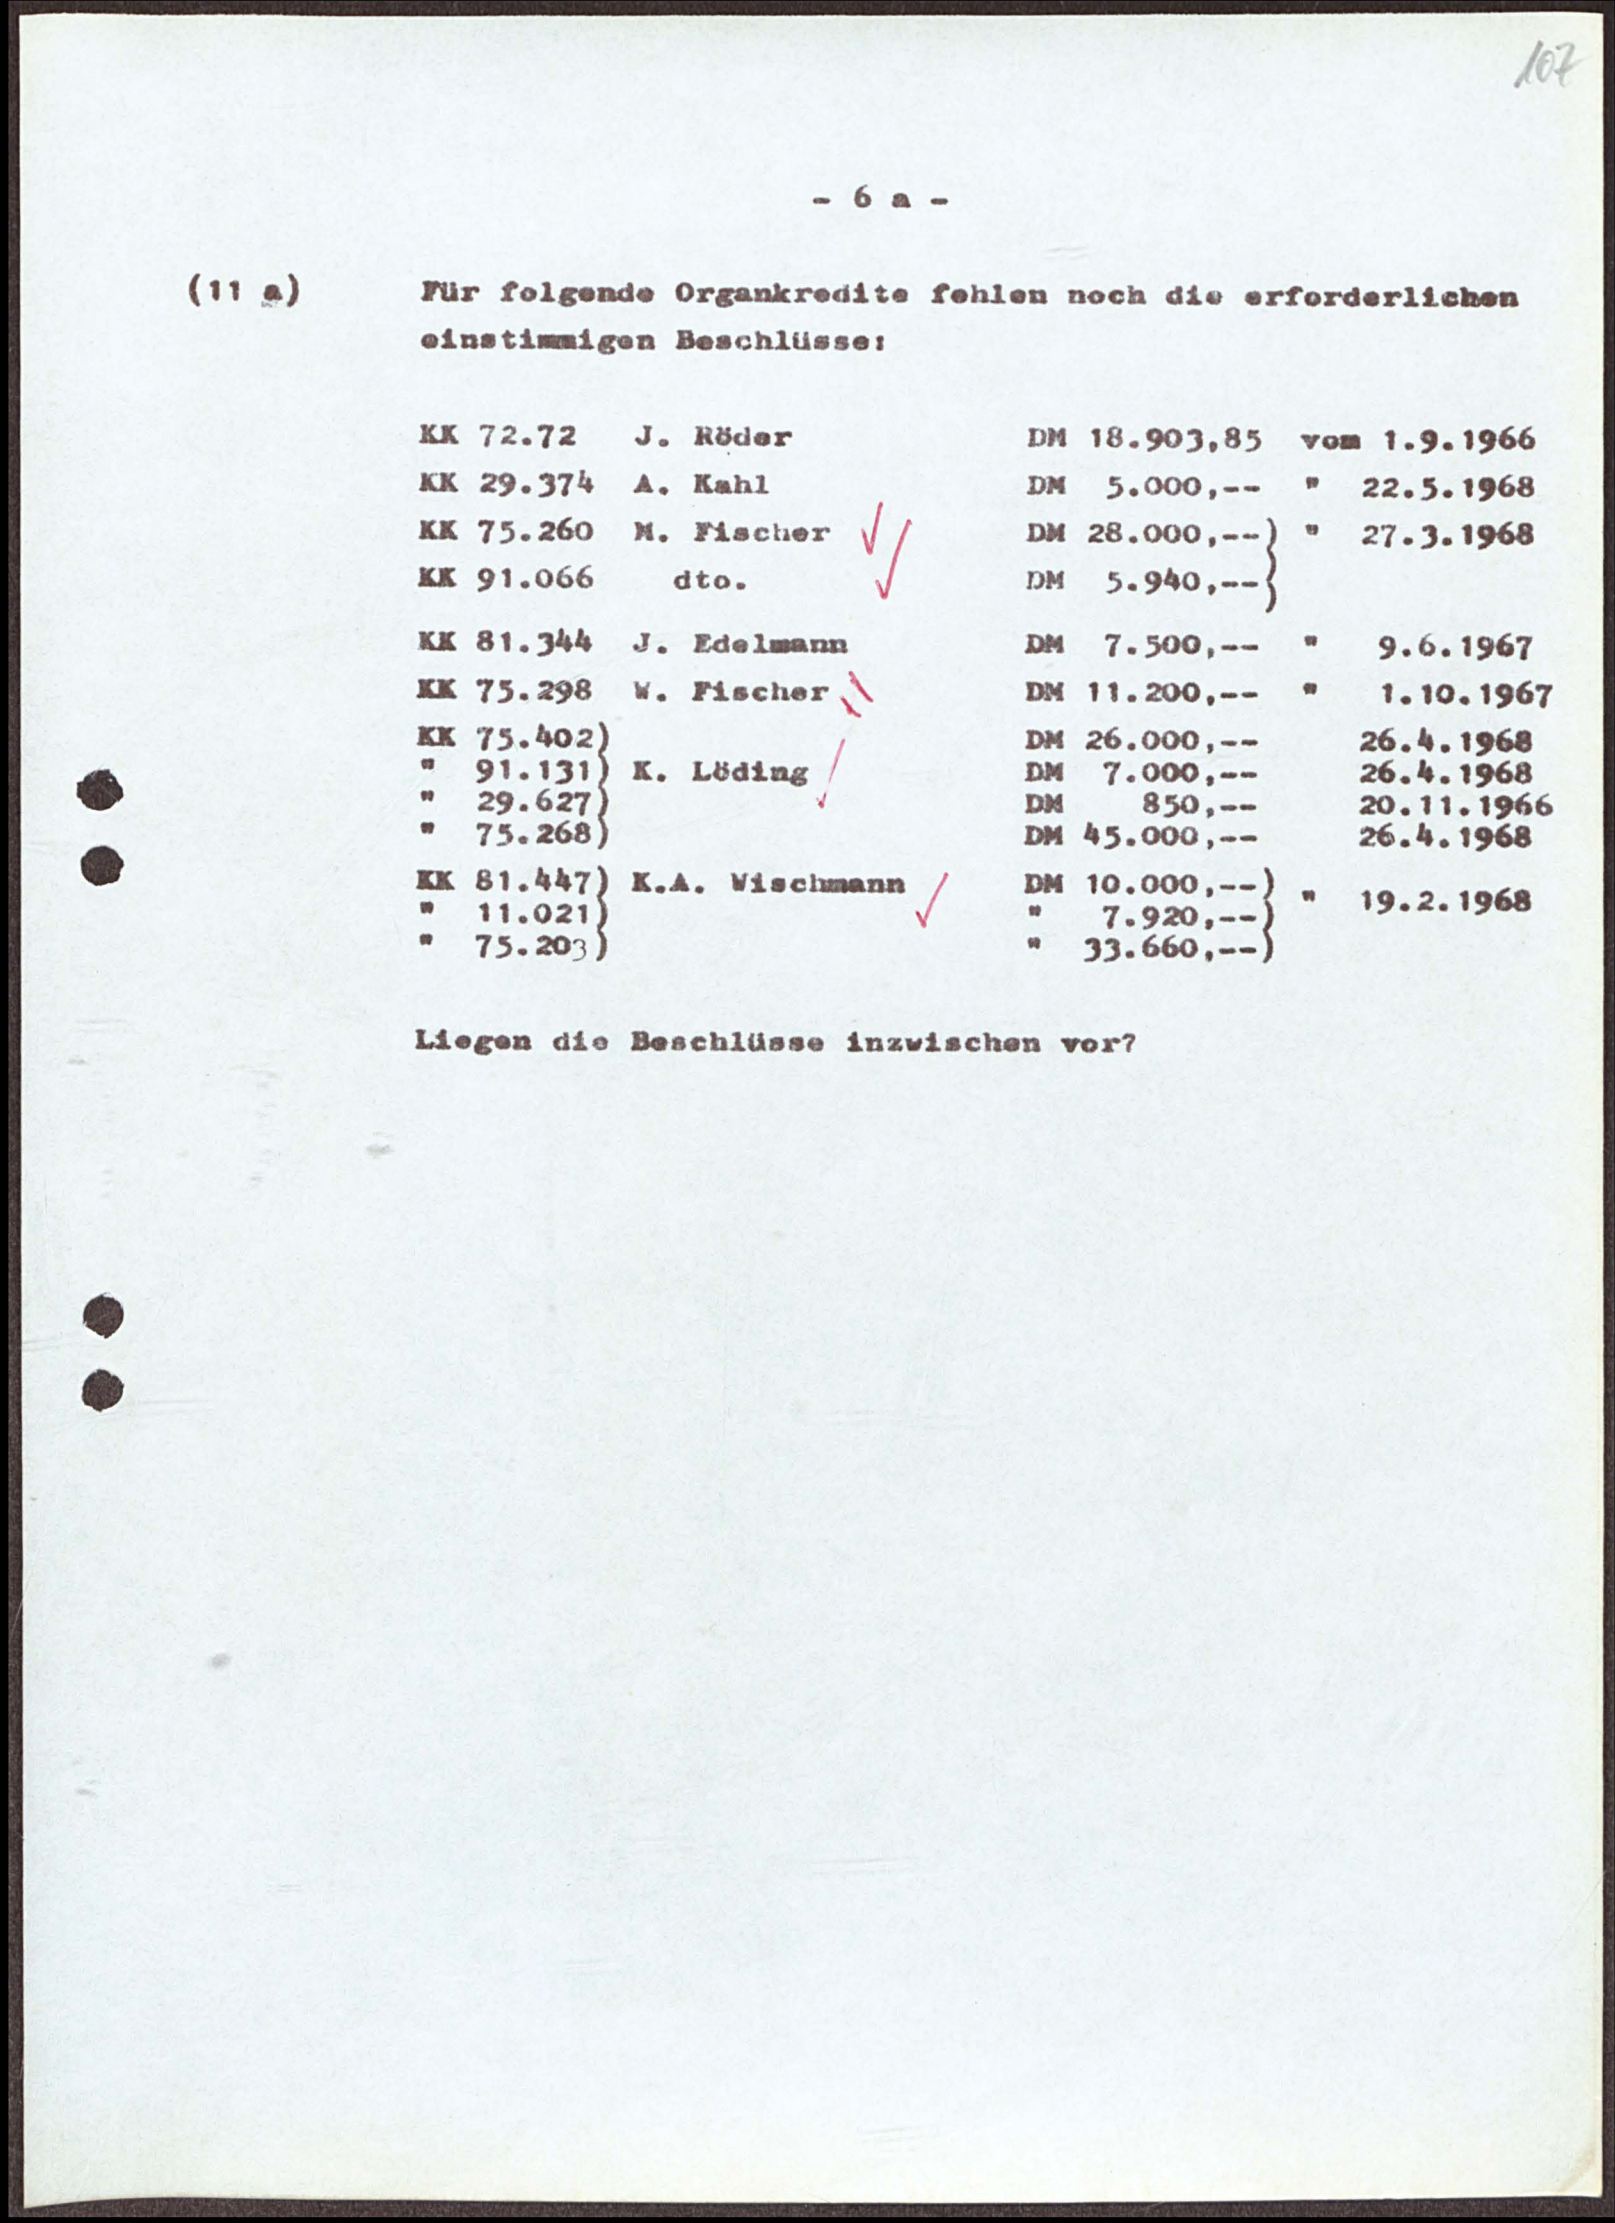 107
- 6 a -
(11 a) Für folgende Organkredite fehlen noch die erforderlichen
einstimmigen Beschlüsse:
KK 72.72 J. Röder DM 18.903,85 vom 1.9.1966
KK 29.374 A. Kahl DM 5.000,-- " 22.5.1968
KK 75.260 M. Fischer DM 28.000,--) " 27.3.1968
KK 91.066 dto. DM 5.940,--)
KK 81.344 J. Edelmann DM 7.500,-- " 9.6.1967
KK 75.298 W. Fischer DM 11.200,-- " 1.10.1967
KK 75.402) DM 26.000,-- 26.4.1968
" 91.131) K. Löding DM 7.000,-- 26.4.1968
" 29.627) DM 850,-- 20.11.1966
" 75.268) DM 45.000,-- 26.4.1968
KK 81.447) K.A. Wischmann DM 10.000,--) " 19.2.1968
" 11.021) " 7.920,--)
" 75.203) " 33.660,--)
Liegen die Beschlüsse inzwischen vor?